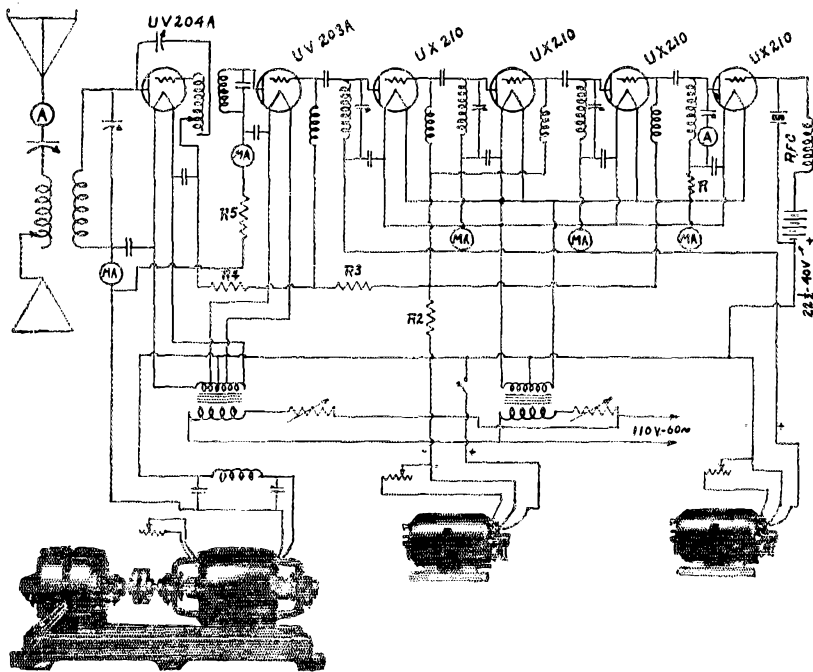 UV204A
UV203A
UX210
UX210
UX210
UX210
A
MA
MA
R5
R4
R3
R2
MA
MA
MA
A
R
RFC
22½-40V
+
110V-60~
-
+
-
+